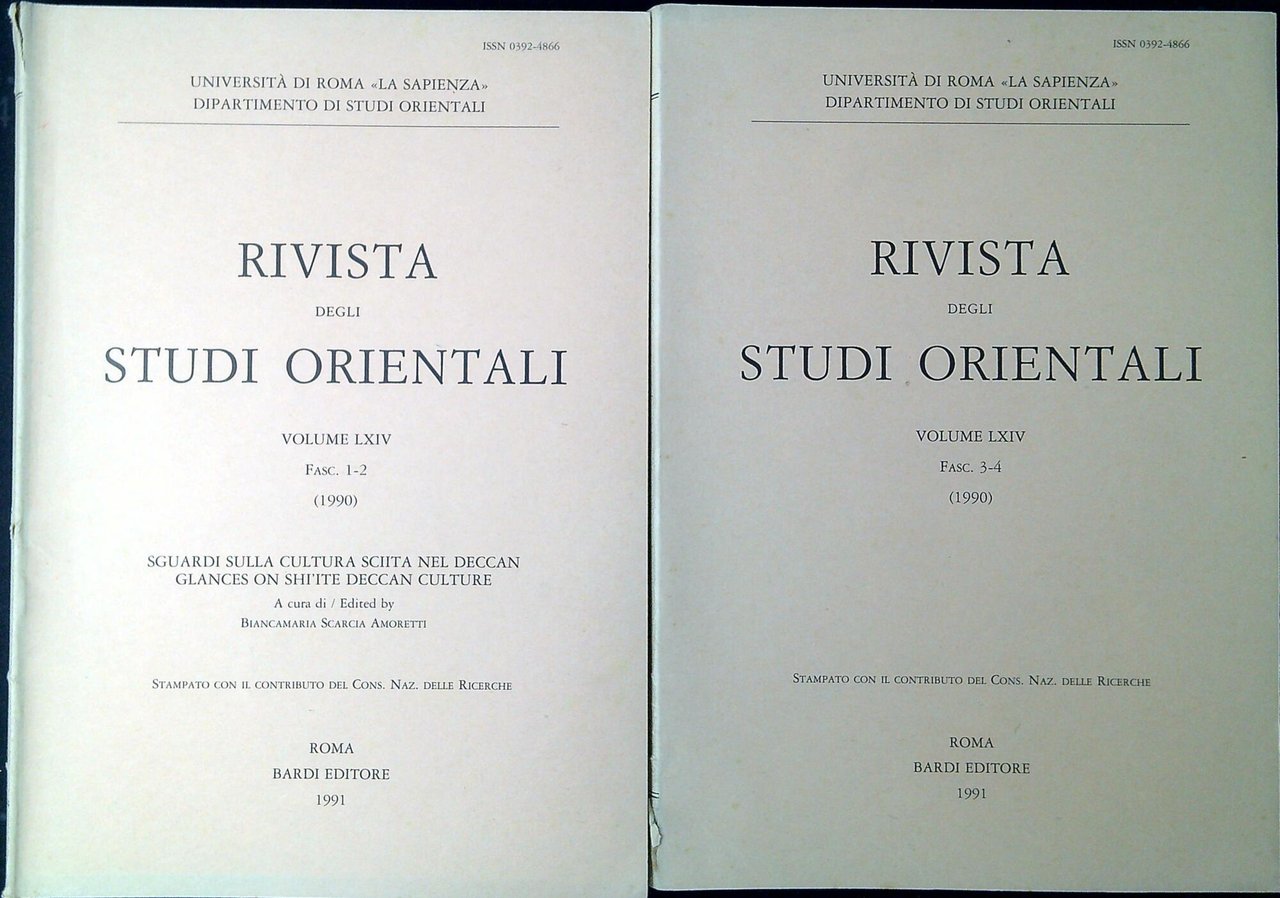 ISSN 0392-4866
UNIVERSITÀ DI ROMA «LA SAPIENZA»
DIPARTIMENTO DI STUDI ORIENTALI
RIVISTA
DEGLI
STUDI ORIENTALI
VOLUME LXIV
FASC. 1-2
(1990)
SGUARDI SULLA CULTURA SCIITA NEL DECCAN
GLANCES ON SHI'ITE DECCAN CULTURE
A cura di / Edited by
BIANCAMARIA SCARCIA AMORETTI
STAMPATO CON IL CONTRIBUTO DEL CONS. NAZ. DELLE RICERCHE
ROMA
BARDI EDITORE
1991
ISSN 0392-4866
UNIVERSITÀ DI ROMA «LA SAPIENZA»
DIPARTIMENTO DI STUDI ORIENTALI
RIVISTA
DEGLI
STUDI ORIENTALI
VOLUME LXIV
FASC. 3-4
(1990)
STAMPATO CON IL CONTRIBUTO DEL CONS. NAZ. DELLE RICERCHE
ROMA
BARDI EDITORE
1991